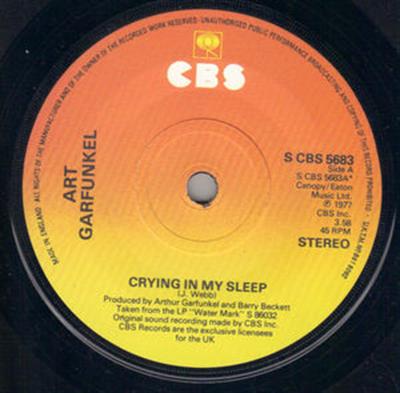 ALL RIGHTS OF THE MANUFACTURER AND OF THE OWNER OF THE RECORDED WORK RESERVED · UNAUTHORISED PUBLIC PERFORMANCE BROADCASTING AND COPYING OF THIS RECORD PROHIBITED
MADE IN ENGLAND
CBS
ART
GARFUNKEL
S CBS 5683
Side A
S CBS 5683A*
Canopy/Eaton
Music Ltd.
℗ 1977
CBS Inc.
3.58
45 RPM
STEREO
CRYING IN MY SLEEP
(J. Webb)
Produced by Arthur Garfunkel and Barry Beckett
Taken from the LP "Water Mark" S 86032
Original sound recording made by CBS Inc.
CBS Records are the exclusive licensees
for the UK